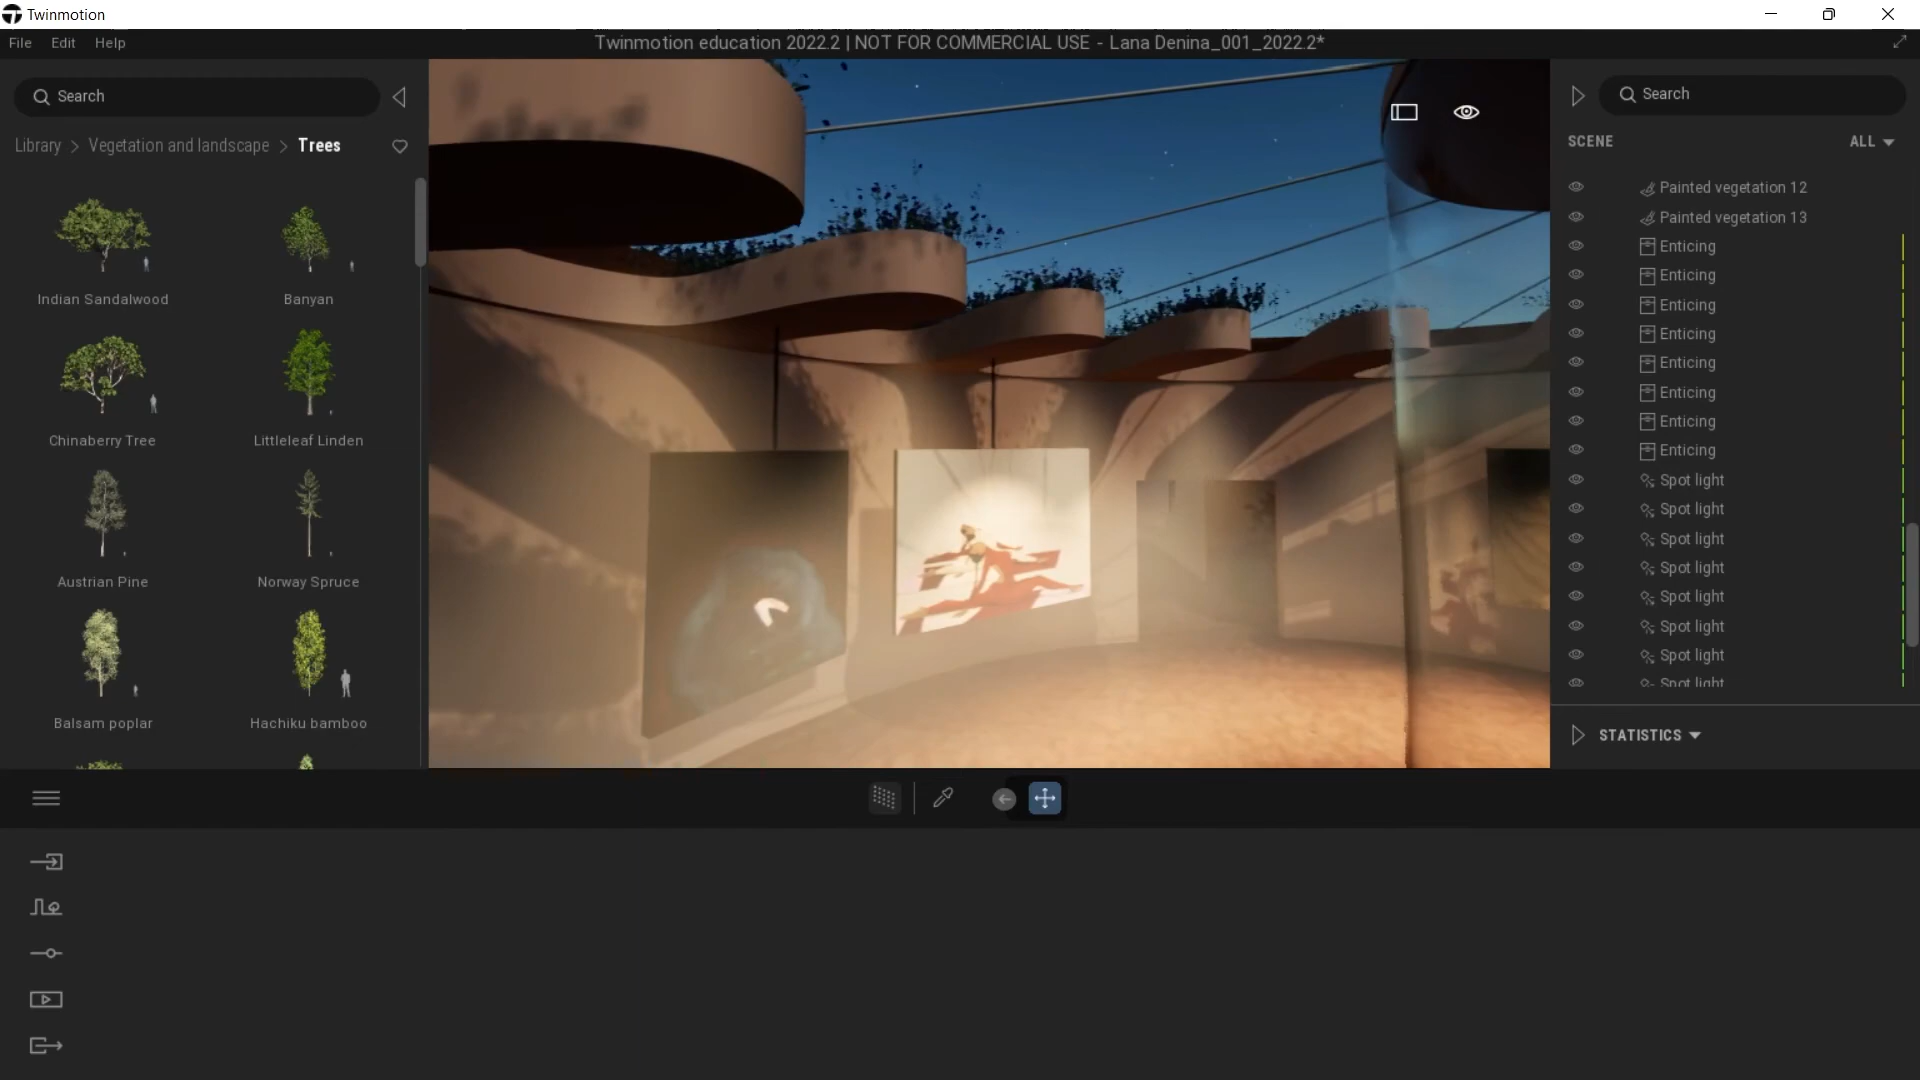 Twinmotion
File Edit Help
Twinmotion education 2022.2 | NOT FOR COMMERCIAL USE - Lana Denina_001_2022.2*
Search
Library > Vegetation and landscape > Trees
Indian Sandalwood
Banyan
Chinaberry Tree
Littleleaf Linden
Austrian Pine
Norway Spruce
Balsam poplar
Hachiku bamboo
Search
SCENE
ALL
Painted vegetation 12
Painted vegetation 13
Enticing
Enticing
Enticing
Enticing
Enticing
Enticing
Enticing
Enticing
Spot light
Spot light
Spot light
Spot light
Spot light
Spot light
Spot light
Spot light
STATISTICS